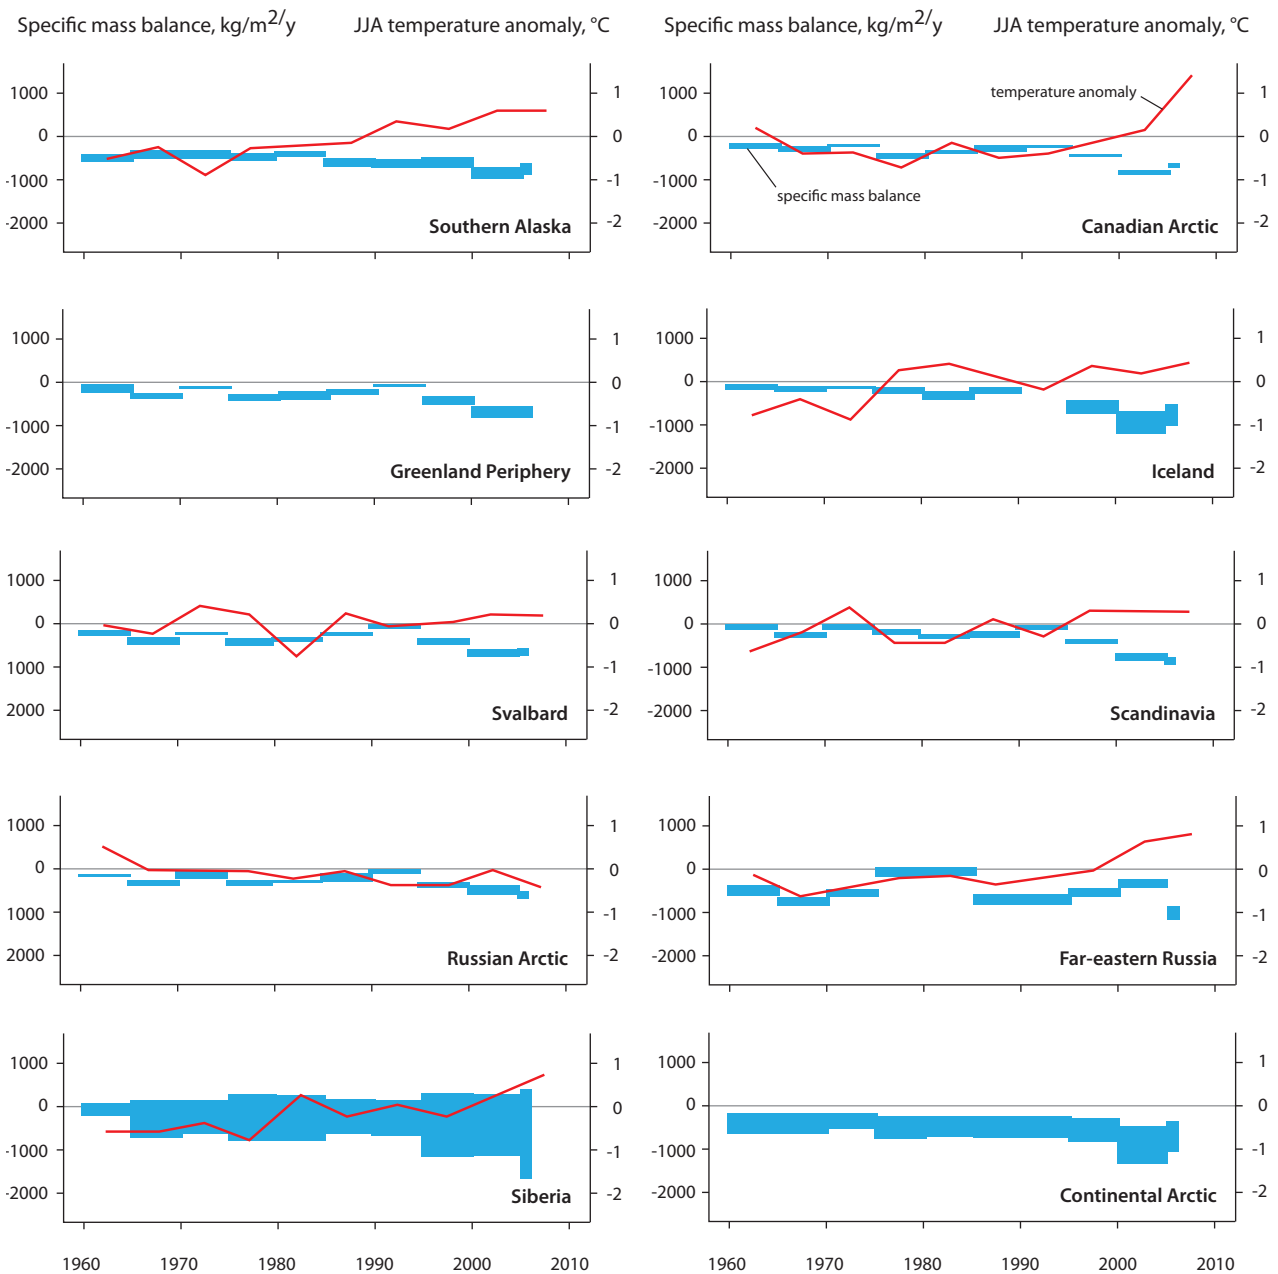 Specific mass balance, kg/m2/y JJA temperature anomaly, °C Specific mass balance, kg/m2/y JJA temperature anomaly, °C
1000 1 1000 temperature anomaly 1
0 0 0 0
-1000 -1 -1000 -1
specific mass balance
-2000 Southern Alaska -2 -2000 Canadian Arctic -2
1000 1 1000 1
0 0 0 0
-1000 -1 -1000 -1
-2000 Greenland Periphery -2 -2000 Iceland -2
1000 1 1000 1
0 0 0 0
1000 -1 -1000 -1
2000 Svalbard -2 -2000 Scandinavia -2
1000 1 1000 1
0 0 0 0
1000 -1 -1000 -1
2000 Russian Arctic -2 -2000 Far-eastern Russia -2
1000 1 1000 1
0 0 0 0
-1000 -1 -1000 -1
-2000 Siberia -2 -2000 Continental Arctic -2
1960 1970 1980 1990 2000 2010 1960 1970 1980 1990 2000 2010